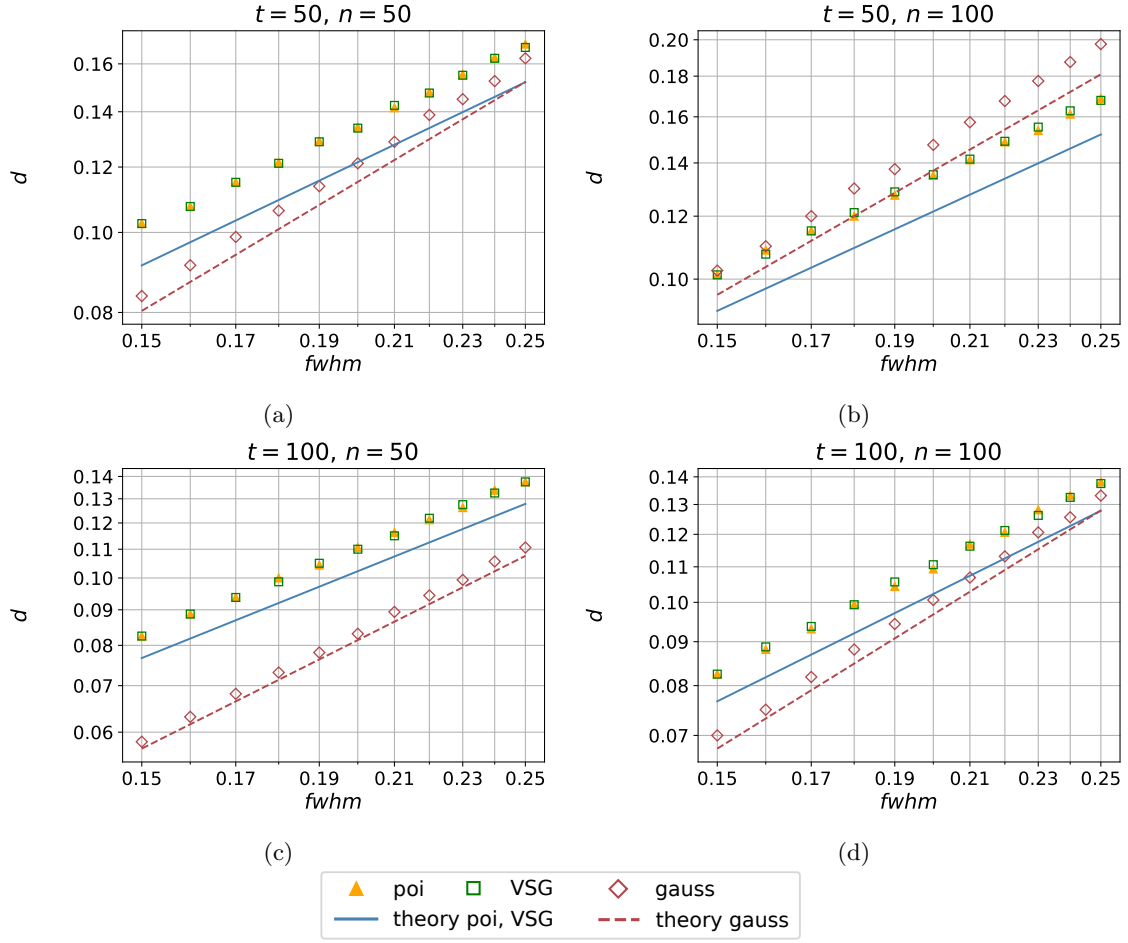 t = 50, n = 50
0.16
0.14
0.12
0.10
0.08
d
0.15 0.17 0.19 0.21 0.23 0.25
fwhm
(a)
t = 50, n = 100
0.20
0.18
0.16
0.14
0.12
0.10
d
0.15 0.17 0.19 0.21 0.23 0.25
fwhm
(b)
t = 100, n = 50
0.14
0.13
0.12
0.11
0.10
0.09
0.08
0.07
0.06
d
0.15 0.17 0.19 0.21 0.23 0.25
fwhm
(c)
t = 100, n = 100
0.14
0.13
0.12
0.11
0.10
0.09
0.08
0.07
d
0.15 0.17 0.19 0.21 0.23 0.25
fwhm
(d)
poi VSG gauss
theory poi, VSG theory gauss